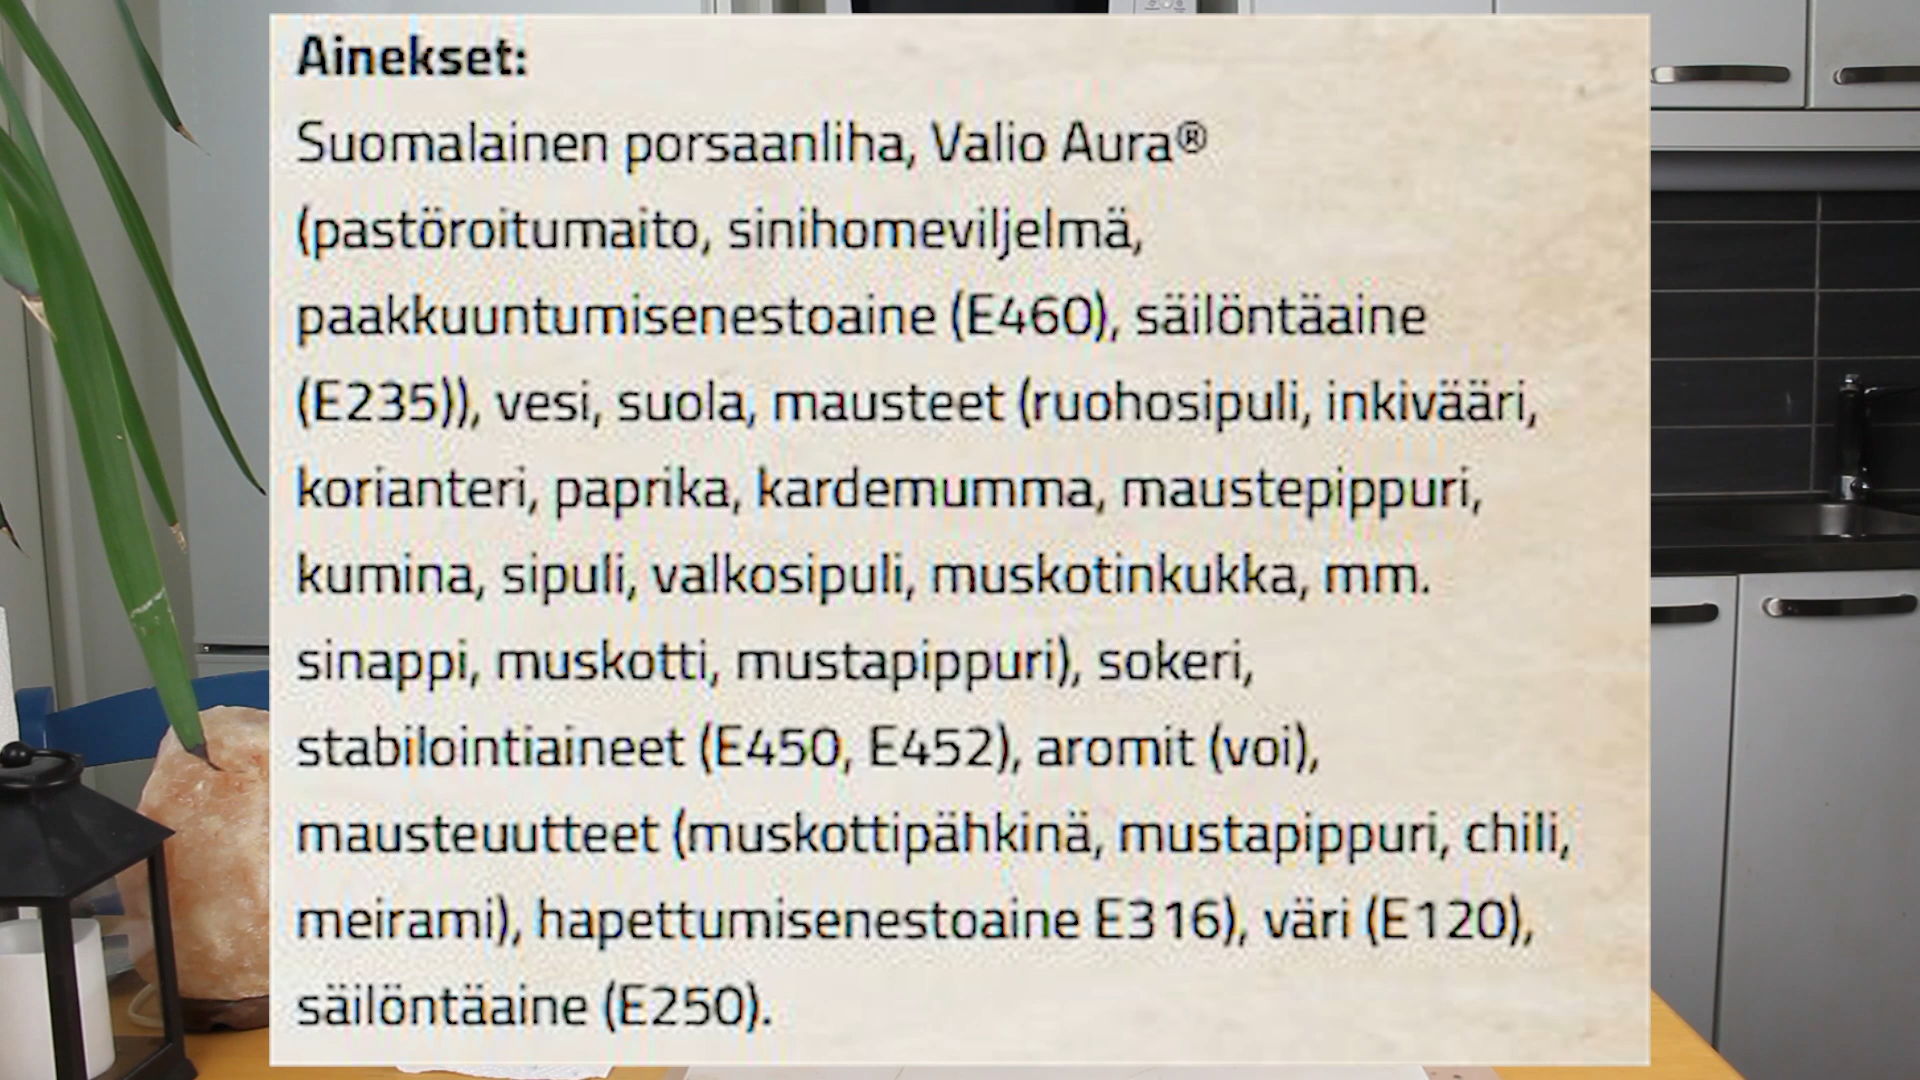 Ainekset:
Suomalainen porsaanliha, Valio Aura®
(pastöroitumaito, sinihomeviljelmä,
paakkuuntumisenestoaine (E460), säilöntäaine
(E235)), vesi, suola, mausteet (ruohosipuli, inkivääri,
korianteri, paprika, kardemumma, maustepippuri,
kumina, sipuli, valkosipuli, muskotinkukka, mm.
sinappi, muskotti, mustapippuri), sokeri,
stabilointiaineet (E450, E452), aromit (voi),
mausteuutteet (muskottipähkinä, mustapippuri, chili,
meirami), hapettumisenestoaine E316), väri (E120),
säilöntäaine (E250).